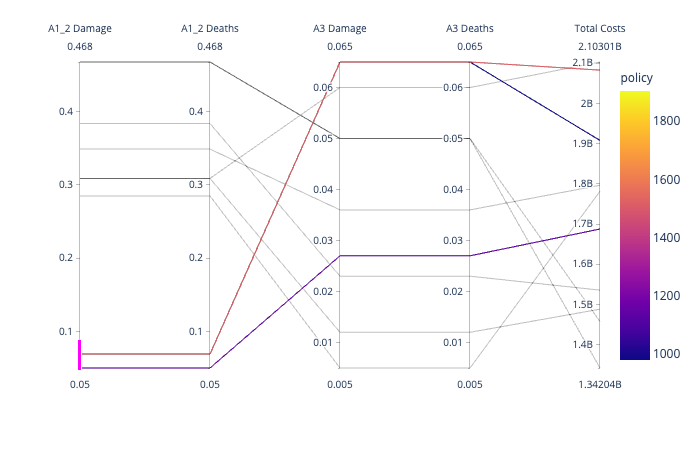 A1_2 Damage A1_2 Deaths A3 Damage A3 Deaths Total Costs
0.468 0.468 0.065 0.065 2.10301B
2.1B
policy
0.06 0.06
2B
0.4 0.4 1800
1.9B
0.05 0.05
1600
0.3 0.3 0.04 0.04 1.8B
1.7B
1400
0.03 0.03
0.2 0.2 1.6B
0.02 0.02 1200
1.5B
0.1 0.1
0.01 0.01 1.4B
1000
0.05 0.05 0.005 0.005 1.34204B